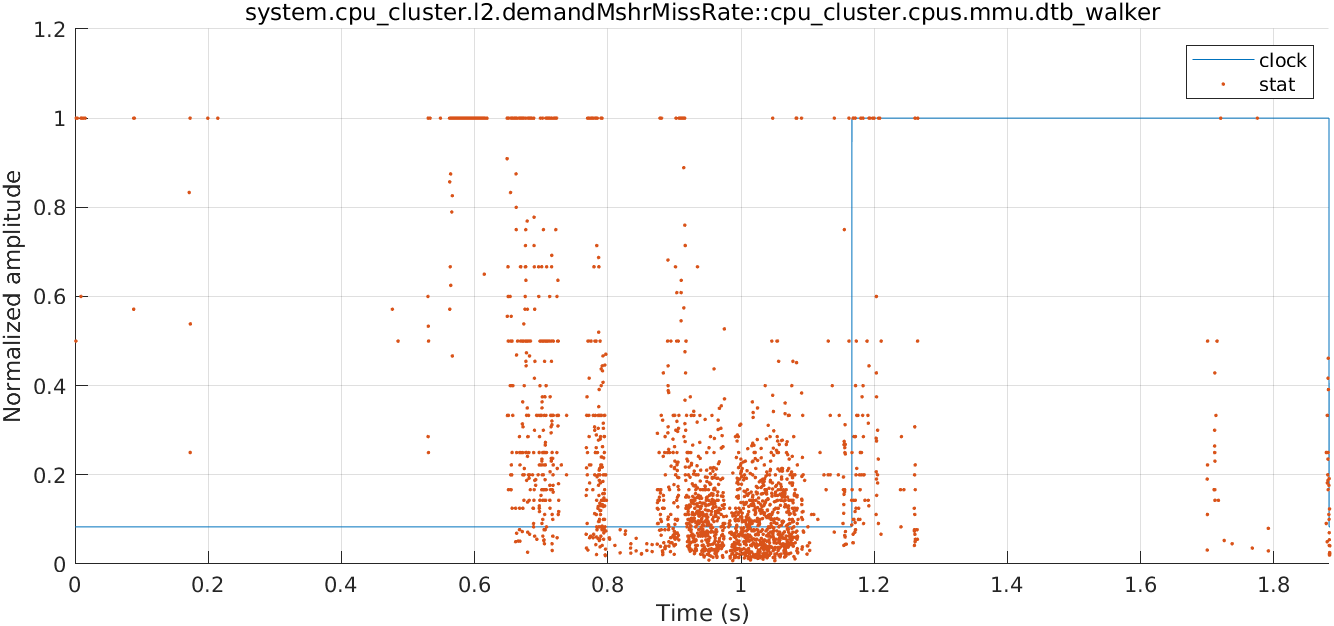 system.cpu_cluster.l2.demandMshrMissRate::cpu_cluster.cpus.mmu.dtb_walker
1.2
1
0.8
0.6
0.4
0.2
0
Normalized amplitude
clock
stat
0 0.2 0.4 0.6 0.8 1 1.2 1.4 1.6 1.8
Time (s)